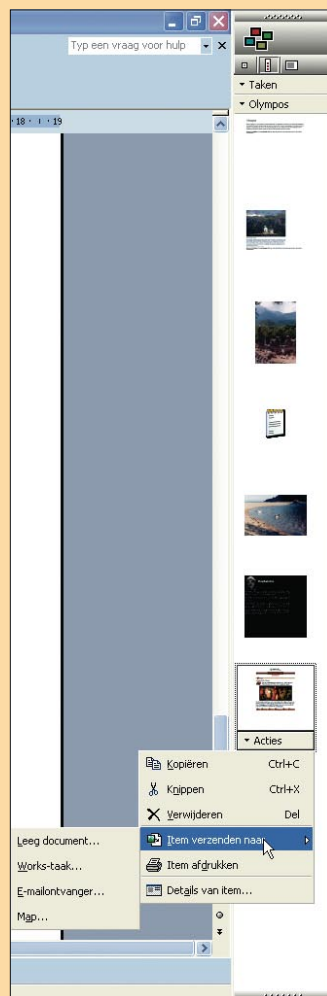 Typ een vraag voor hulp
Taken
Olympos
18 19
Acties
Kopiëren Ctrl+C
Knippen Ctrl+X
Verwijderen Del
Item verzenden naar
Item afdrukken
Details van item...
Leeg document...
Works-taak...
E-mailontvanger...
Map...